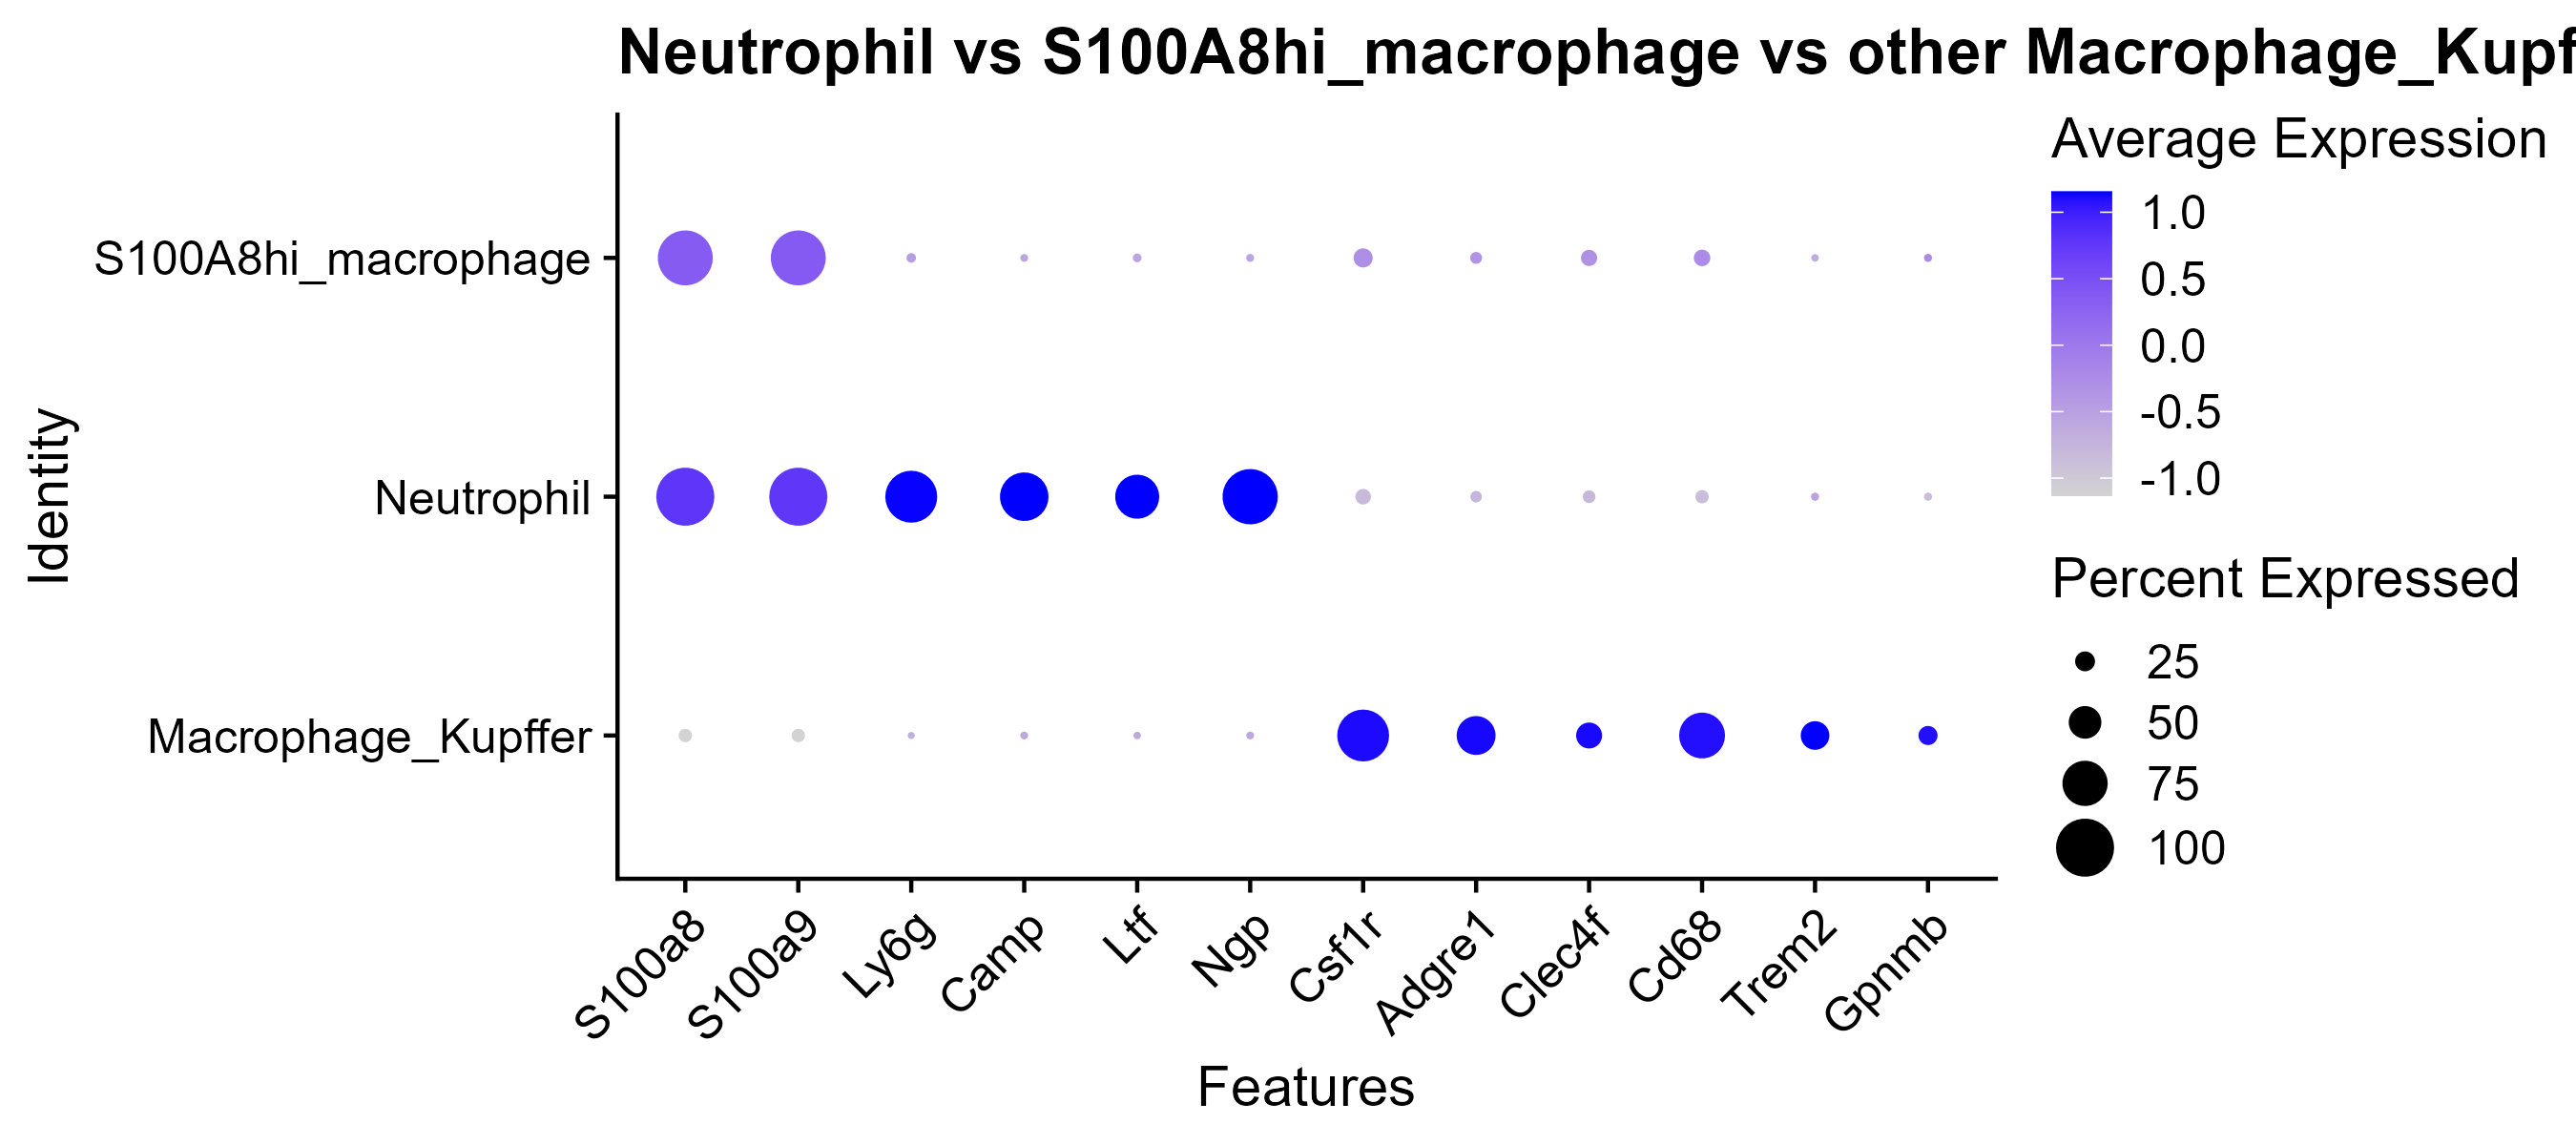 Neutrophil vs S100A8hi_macrophage vs other Macrophage_Kupf
Average Expression
1.0
0.5
0.0
-0.5
-1.0
Percent Expressed
25
50
75
100
Identity
S100A8hi_macrophage
Neutrophil
Macrophage_Kupffer
S100a8
S100a9
Ly6g
Camp
Ltf
Ngp
Csf1r
Adgre1
Clec4f
Cd68
Trem2
Gpnmb
Features